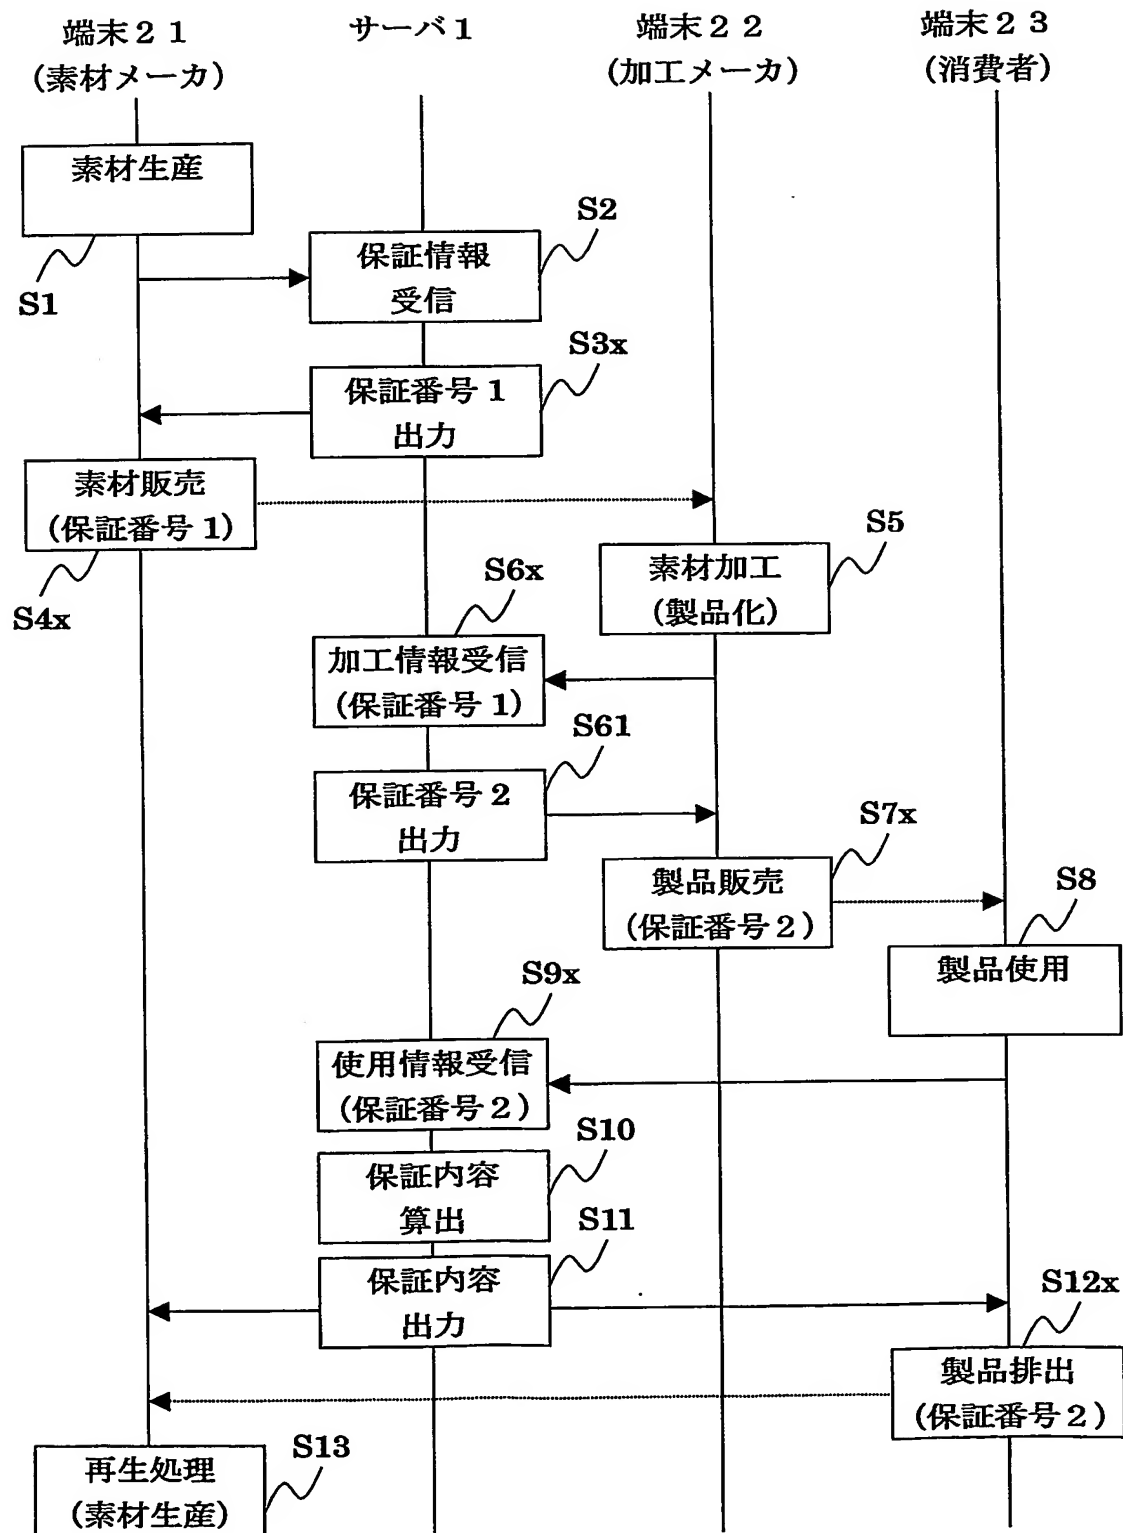 端末２１
(素材メーカ)
サーバ１
端末２２
(加工メーカ)
端末２３
(消費者)
素材生産
S1
S2
保証情報
受信
S3x
保証番号１
出力
素材販売
(保証番号１)
S4x
S5
素材加工
(製品化)
S6x
加工情報受信
(保証番号１)
S61
保証番号２
出力
S7x
製品販売
(保証番号２)
S8
製品使用
S9x
使用情報受信
(保証番号２)
S10
保証内容
算出
S11
保証内容
出力
S12x
製品排出
(保証番号２)
S13
再生処理
(素材生産)